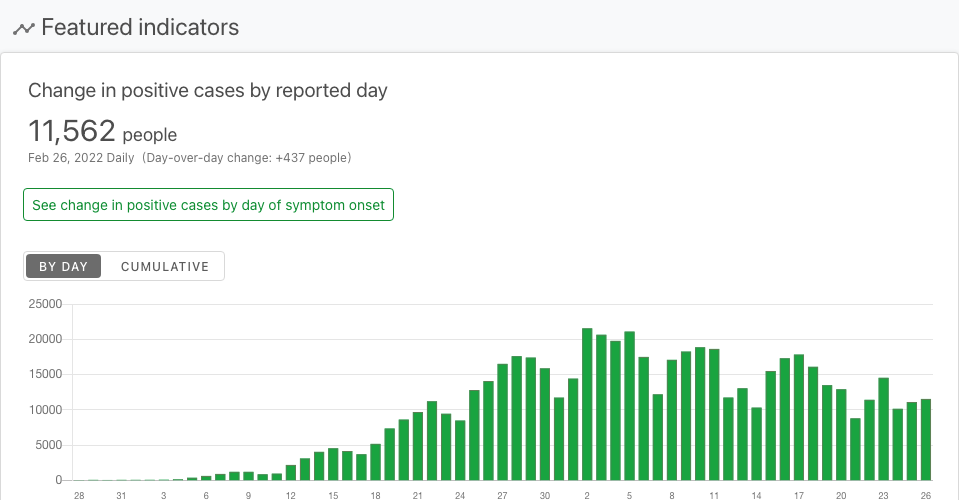 Featured indicators
Change in positive cases by reported day
11,562 people
Feb 26, 2022 Daily (Day-over-day change: +437 people)
See change in positive cases by day of symptom onset
BY DAY CUMULATIVE
25000
20000
15000
10000
5000
0
28 31 3 6 9 12 15 18 21 24 27 30 2 5 8 11 14 17 20 23 26